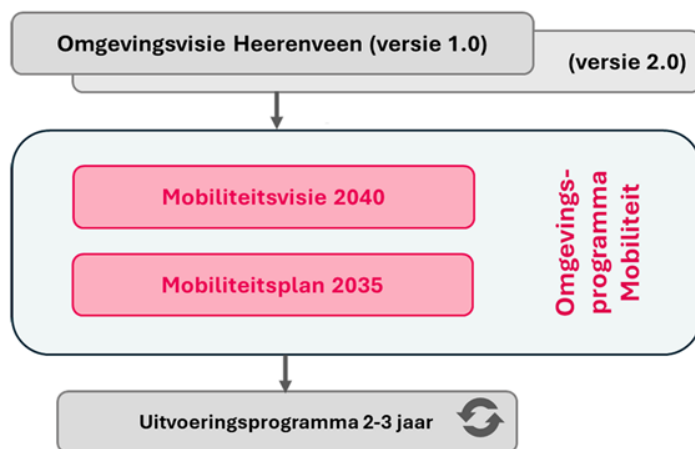 Omgevingsvisie Heerenveen (versie 1.0)
(versie 2.0)
Mobiliteitsvisie 2040
Mobiliteitsplan 2035
Omgevings-
programma
Mobiliteit
Uitvoeringsprogramma 2-3 jaar